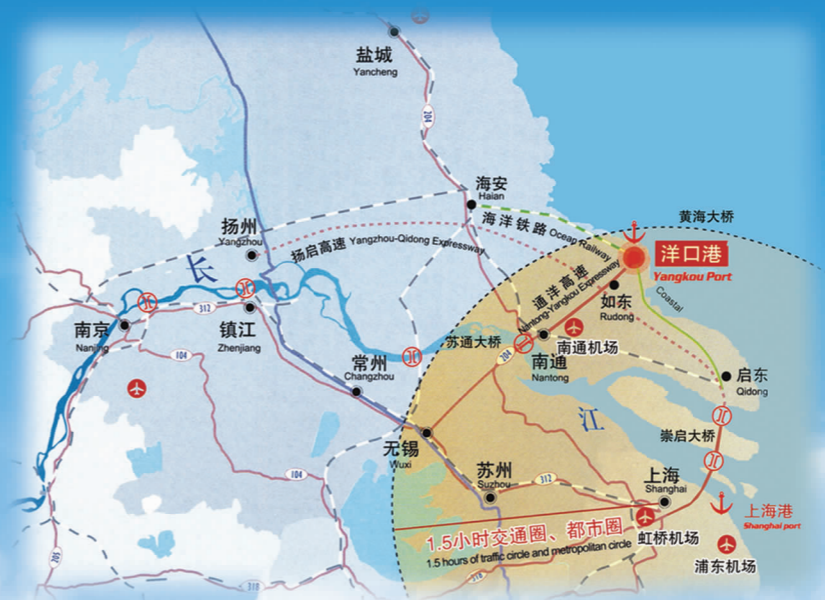 盐城
Yancheng
204
海安
Haian
黄海大桥
扬州
Yangzhou
海洋铁路 Ocean Railway
扬启高速 Yangzhou-Qidong Expressway
洋口港
Yangkou Port
长
通洋高速
Nantong-Yangkou Expressway
如东
Rudong
Coastal
312
南京
Nanjing
镇江
Zhenjiang
苏通大桥
南通机场
104
204
南通
Nantong
常州
Changzhou
启东
Qidong
江
崇启大桥
无锡
Wuxi
苏州
Suzhou
312
上海
Shanghai
104
上海港
Shanghai port
1.5小时交通圈、都市圈
1.5 hours of traffic circle and metropolitan circle
虹桥机场
浦东机场
205
318
318